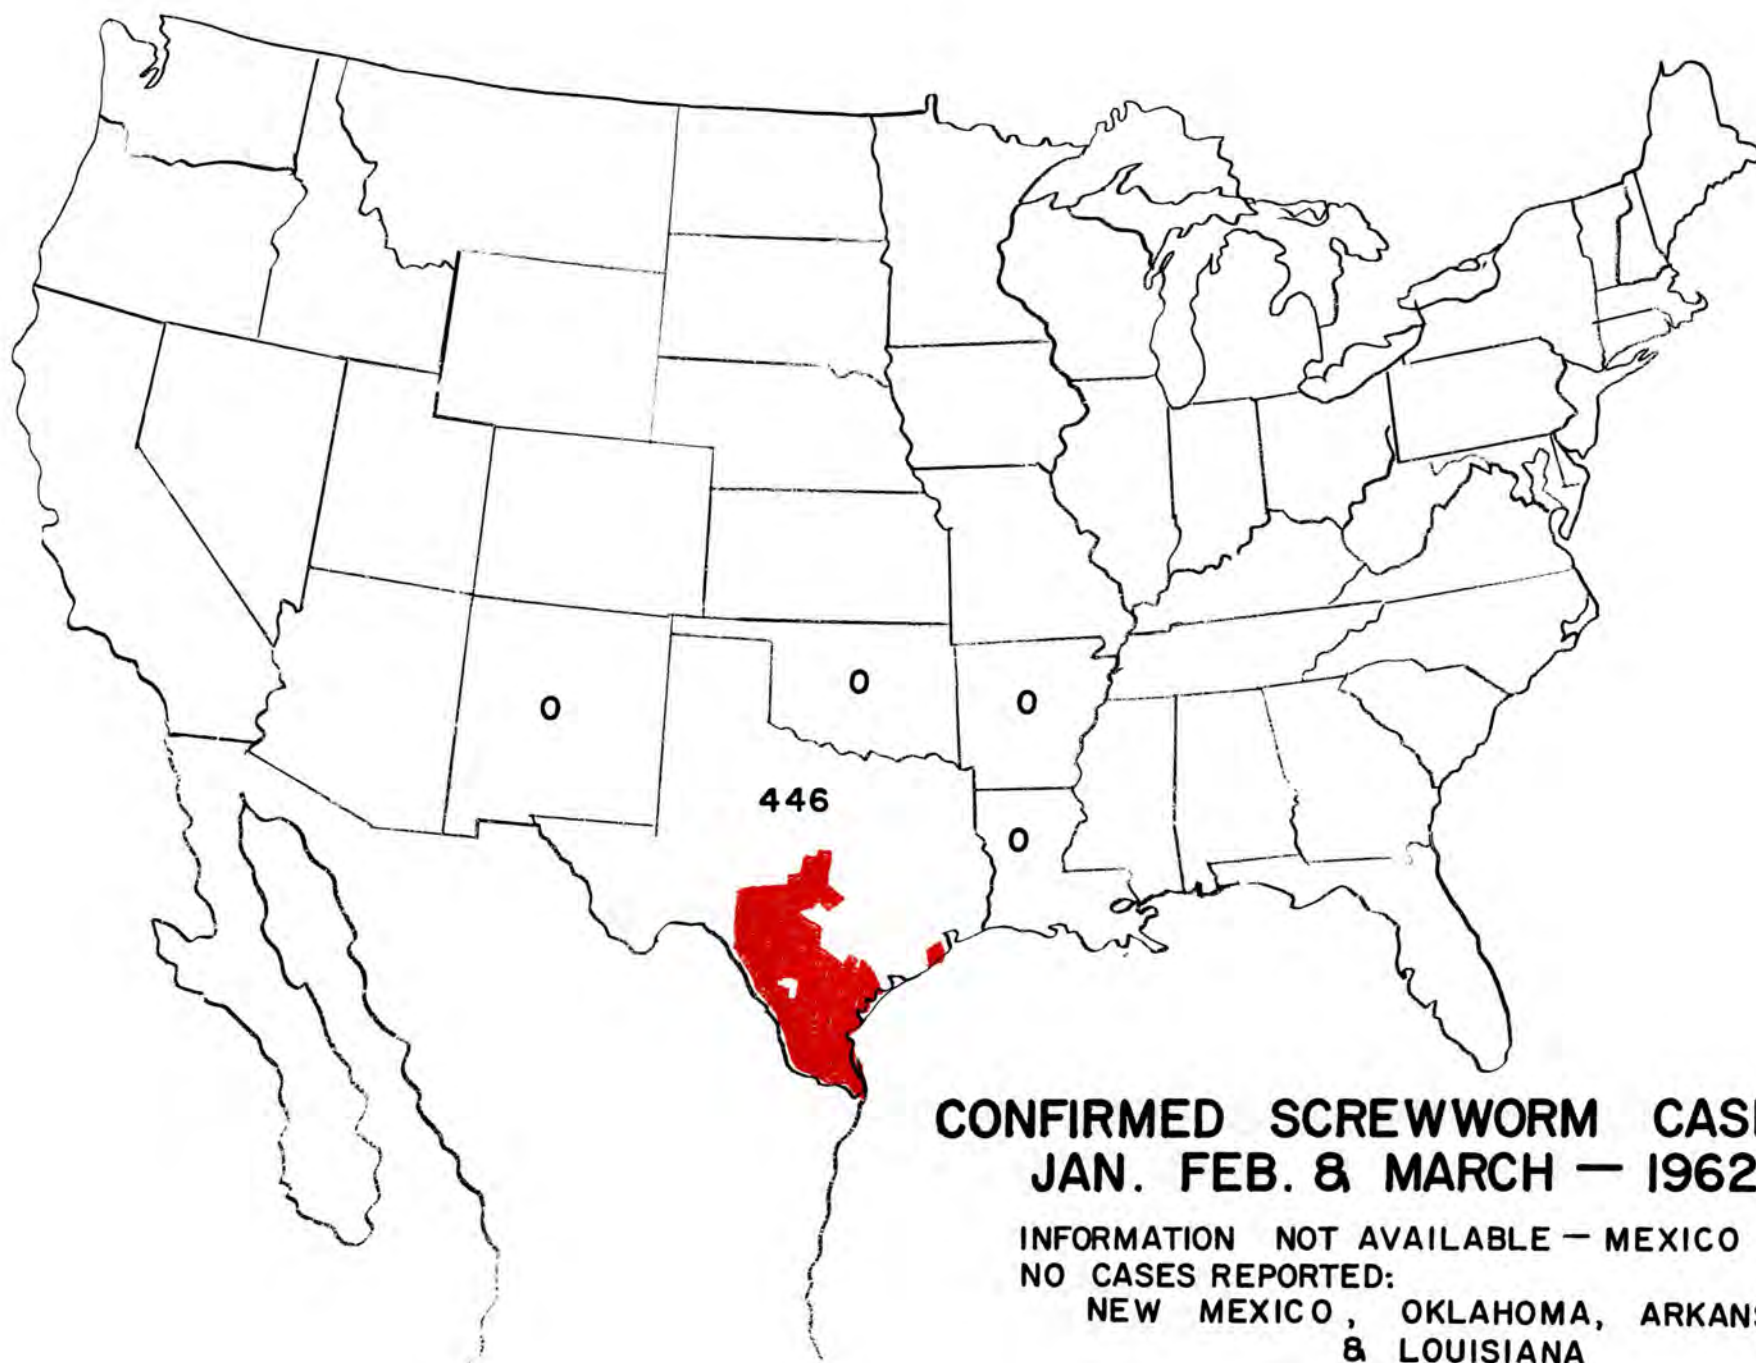 0
0
0
446
0
CONFIRMED SCREWWORM
JAN. FEB. & MARCH — 1962
INFORMATION NOT AVAILABLE — MEXICO
NO CASES REPORTED:
NEW MEXICO, OKLAHOMA,
& LOUISIANA